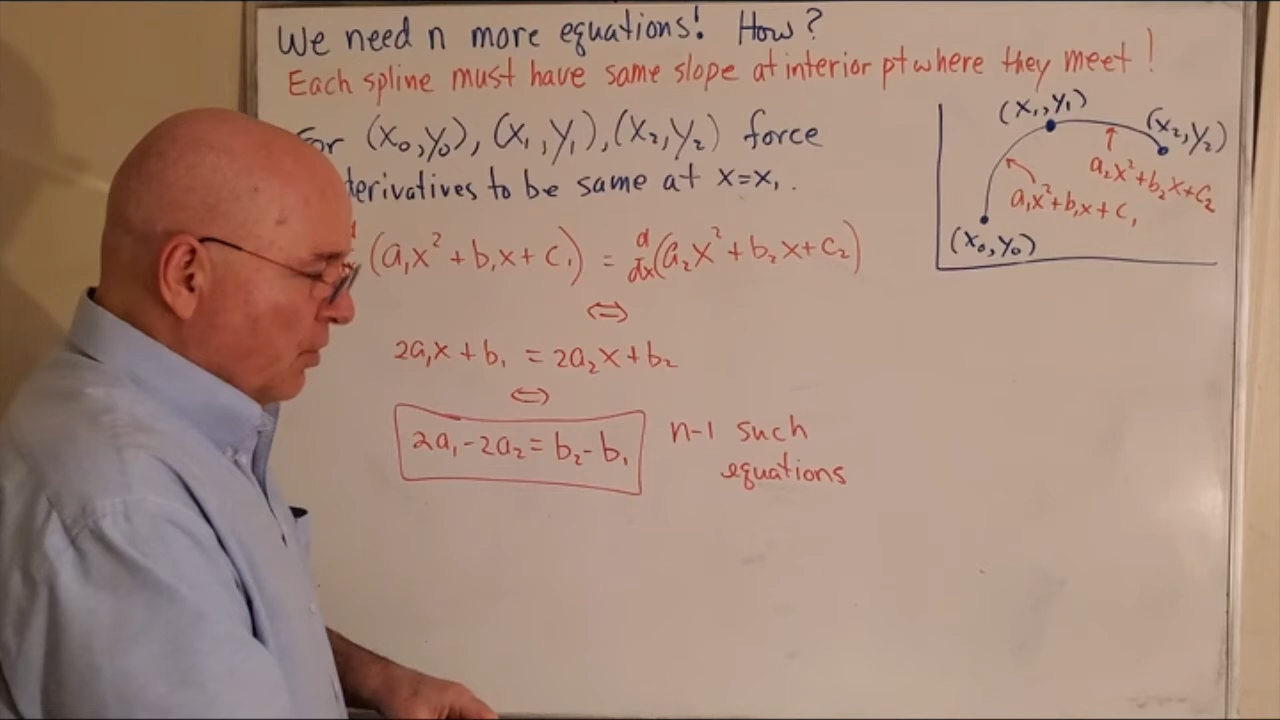 We need n more equations! How?
Each spline must have same slope at interior pt where they meet!
For (x₀,y₀), (x₁,y₁), (x₂,y₂) force
derivatives to be same at x=x₁.
(a₁x²+b₁x+c₁) = d/dx(a₂x²+b₂x+c₂)
⇔
2a₁x+b₁ = 2a₂x+b₂
⇔
2a₁-2a₂=b₂-b₁
n-1 such
equations
(x₁,y₁)
(x₂,y₂)
a₂x²+b₂x+c₂
a₁x²+b₁x+c₁
(x₀,y₀)